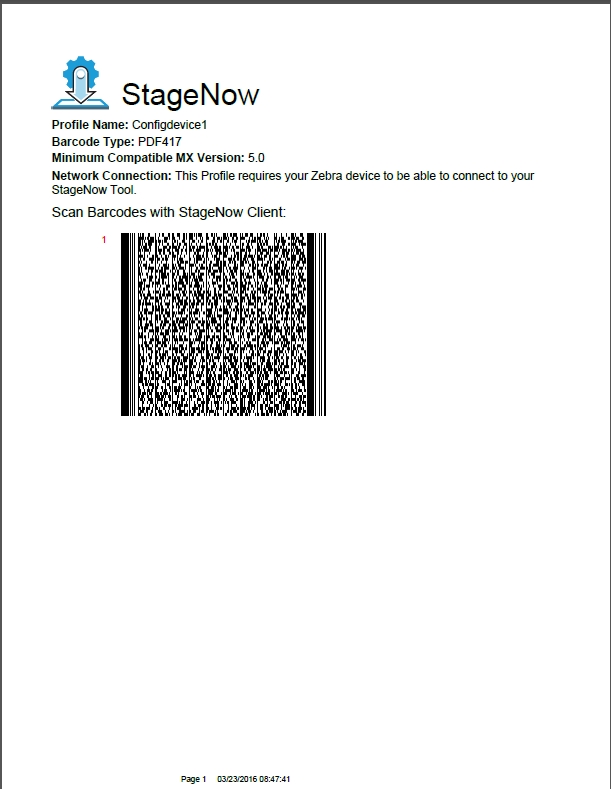 StageNow
Profile Name: Configdevice1
Barcode Type: PDF417
Minimum Compatible MX Version: 5.0
Network Connection: This Profile requires your Zebra device to be able to connect to your
StageNow Tool.
Scan Barcodes with StageNow Client:
1
Page 1 03/23/2016 08:47:41